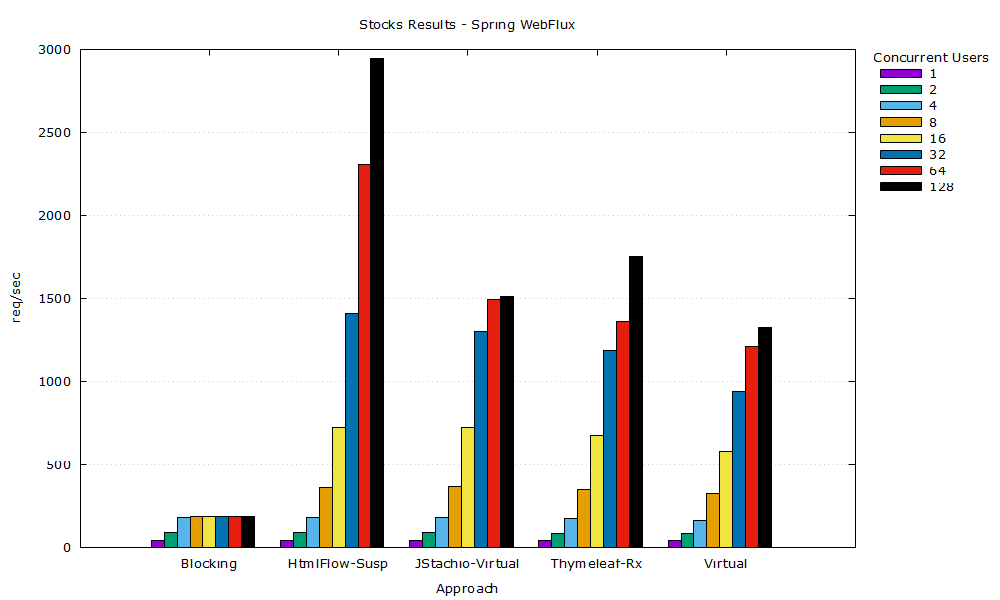 Stocks Results - Spring WebFlux
3000
2500
2000
1500
1000
500
0
req/sec
Blocking
HtmlFlow-Susp
JStachio-Virtual
Thymeleaf-Rx
Virtual
Approach
Concurrent Users
1
2
4
8
16
32
64
128